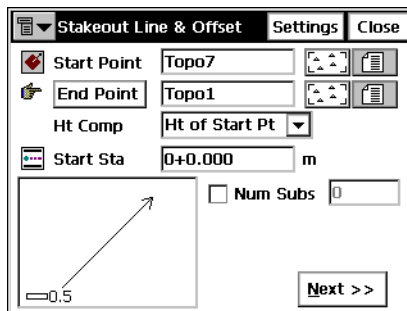 Stakeout Line & Offset Settings Close
Start Point Topo7
End Point Topo1
Ht Comp Ht of Start Pt
Start Sta 0+0.000 m
Num Subs 0
0.5
Next >>